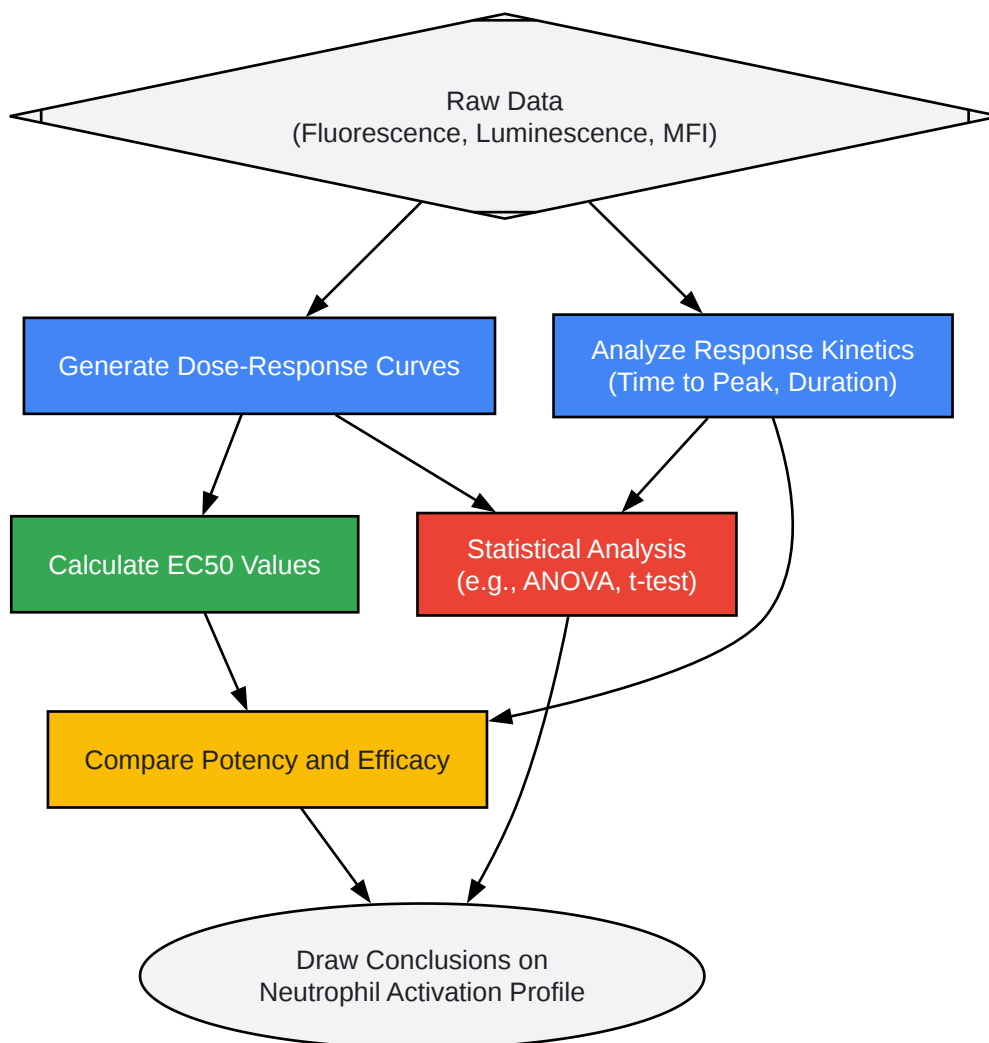 Raw Data
(Fluorescence, Luminescence, MFI)
Generate Dose-Response Curves
Analyze Response Kinetics
(Time to Peak, Duration)
Calculate EC50 Values
Statistical Analysis
(e.g., ANOVA, t-test)
Compare Potency and Efficacy
Draw Conclusions on
Neutrophil Activation Profile